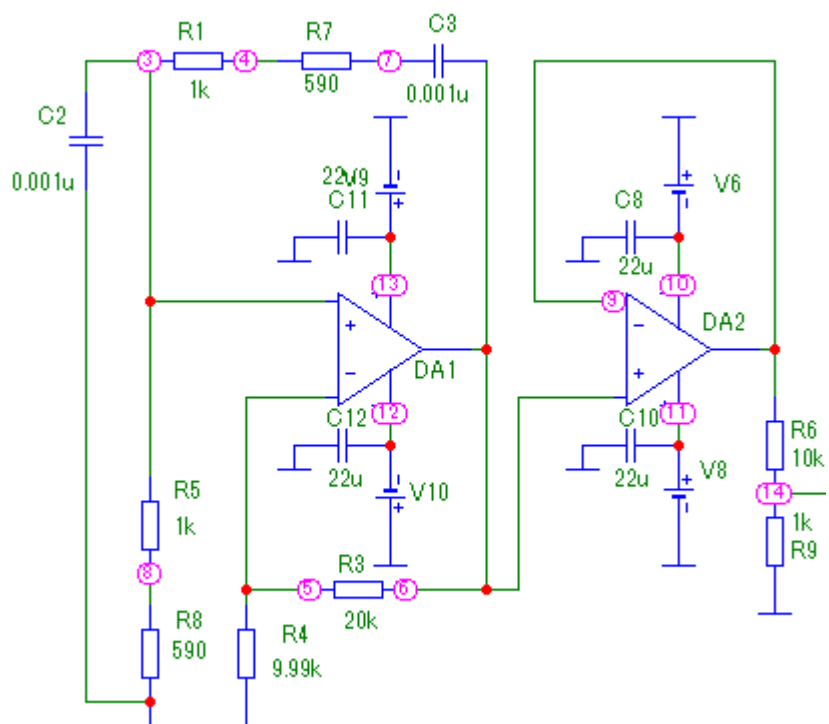 R1
R7
C3
3
4
7
1k
590
0.001u
C2
0.001u
22u
V9
C11
V6
C8
22u
13
10
9
+
−
DA1
−
+
DA2
C12
12
C10
11
22u
V10
22u
V8
R6
10k
14
1k
R9
R5
1k
8
R3
5
6
20k
R8
590
R4
9.99k